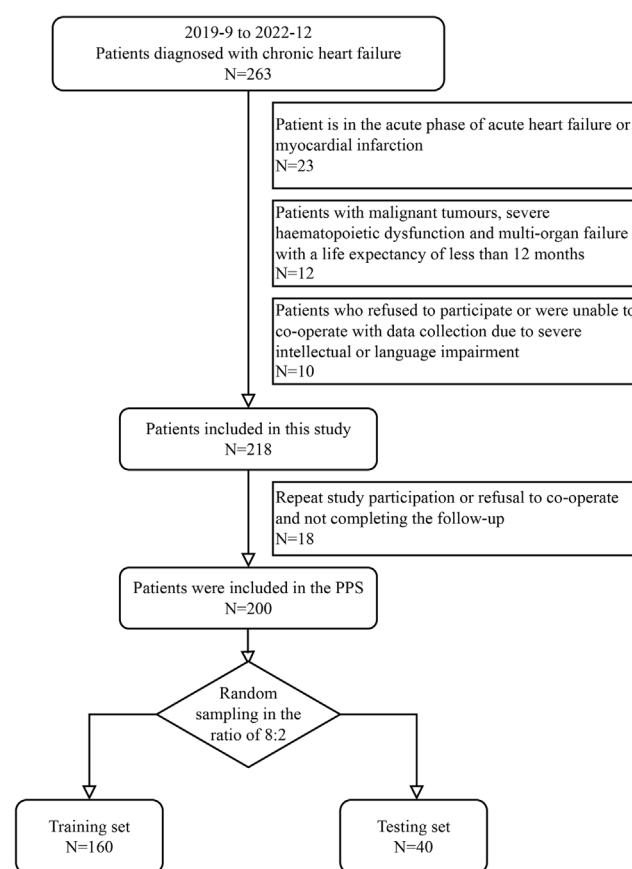 2019-9 to 2022-12
Patients diagnosed with chronic heart failure
N=263
Patient is in the acute phase of acute heart failure or
myocardial infarction
N=23
Patients with malignant tumours, severe
haematopoietic dysfunction and multi-organ failure
with a life expectancy of less than 12 months
N=12
Patients who refused to participate or were unable to
co-operate with data collection due to severe
intellectual or language impairment
N=10
Patients included in this study
N=218
Repeat study participation or refusal to co-operate
and not completing the follow-up
N=18
Patients were included in the PPS
N=200
Random
sampling in the
ratio of 8:2
Training set
N=160
Testing set
N=40